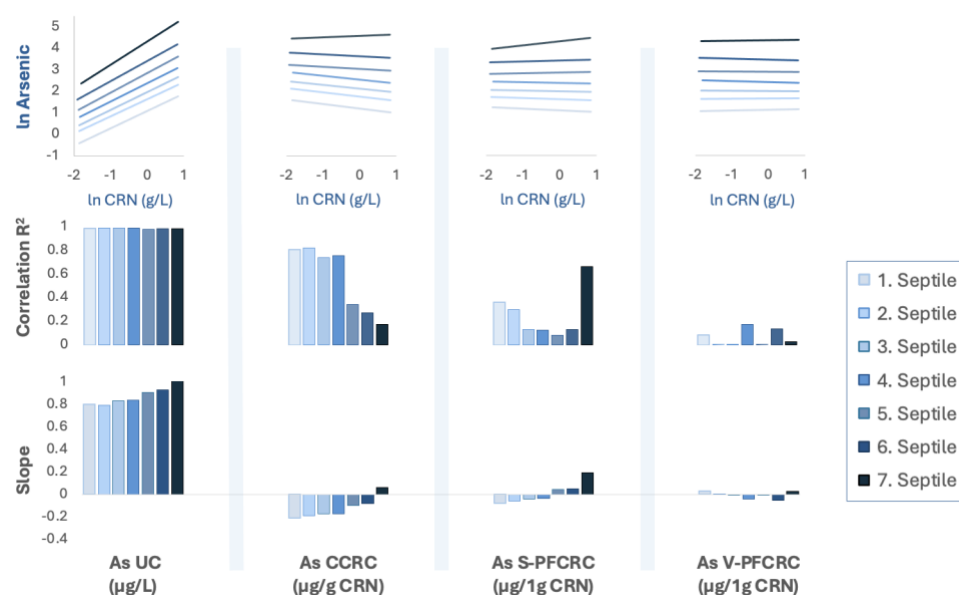 ln Arsenic
5
4
3
2
1
0
-1
-2 -1 0 1
-2 -1 0 1
-2 -1 0 1
-2 -1 0 1
ln CRN (g/L)
ln CRN (g/L)
ln CRN (g/L)
ln CRN (g/L)
Correlation R²
1
0.8
0.6
0.4
0.2
0
1. Septile
2. Septile
3. Septile
4. Septile
5. Septile
6. Septile
7. Septile
Slope
1
0.8
0.6
0.4
0.2
0
-0.2
-0.4
As UC
(µg/L)
As CCRC
(µg/g CRN)
As S-PFCRC
(µg/1g CRN)
As V-PFCRC
(µg/1g CRN)